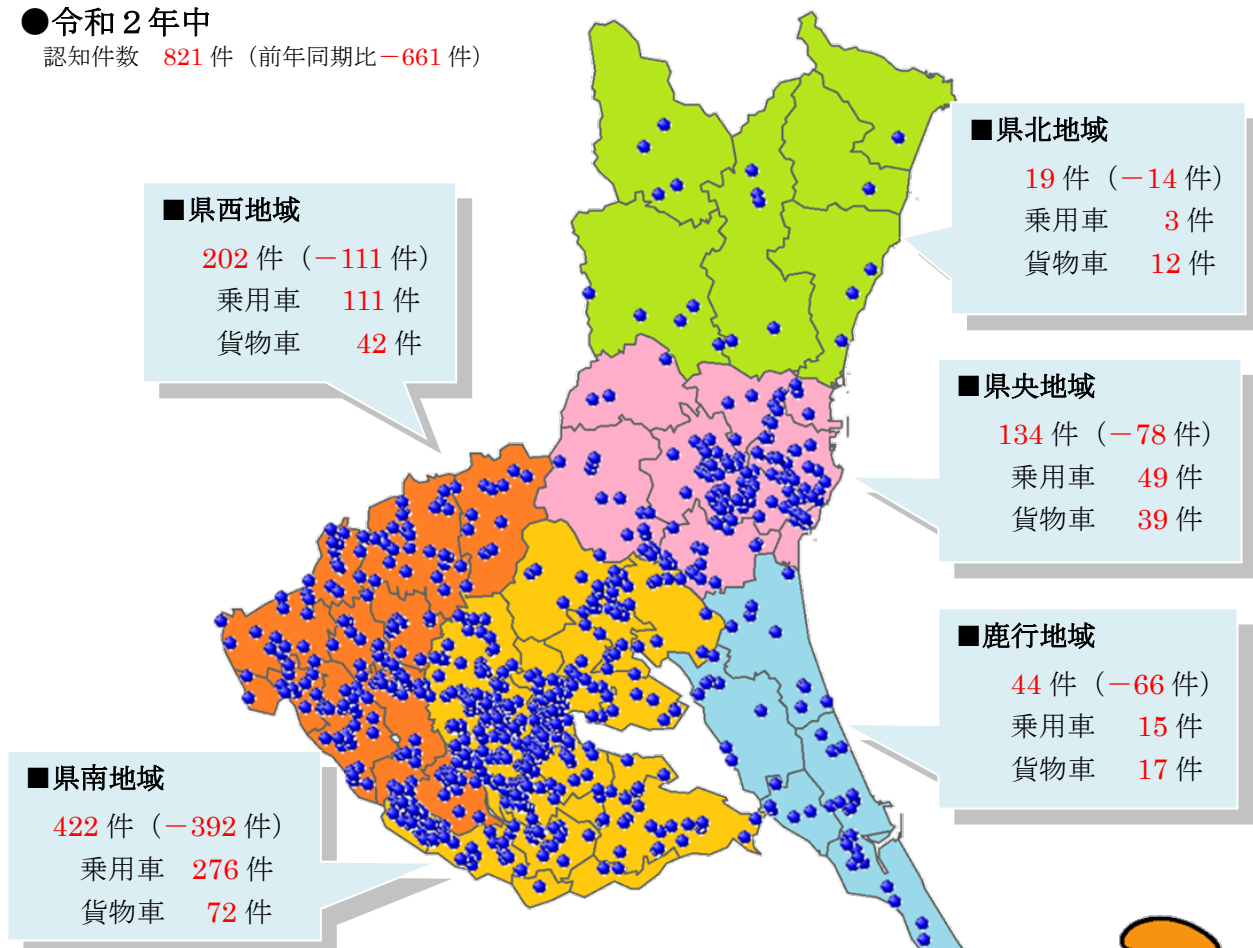 ●令和２年中
認知件数　821 件（前年同期比－661 件）
■県北地域
19 件（－14 件）
乗用車　3 件
貨物車　12 件
■県西地域
202 件（－111 件）
乗用車　111 件
貨物車　42 件
■県央地域
134 件（－78 件）
乗用車　49 件
貨物車　39 件
■鹿行地域
44 件（－66 件）
乗用車　15 件
貨物車　17 件
■県南地域
422 件（－392 件）
乗用車　276 件
貨物車　72 件